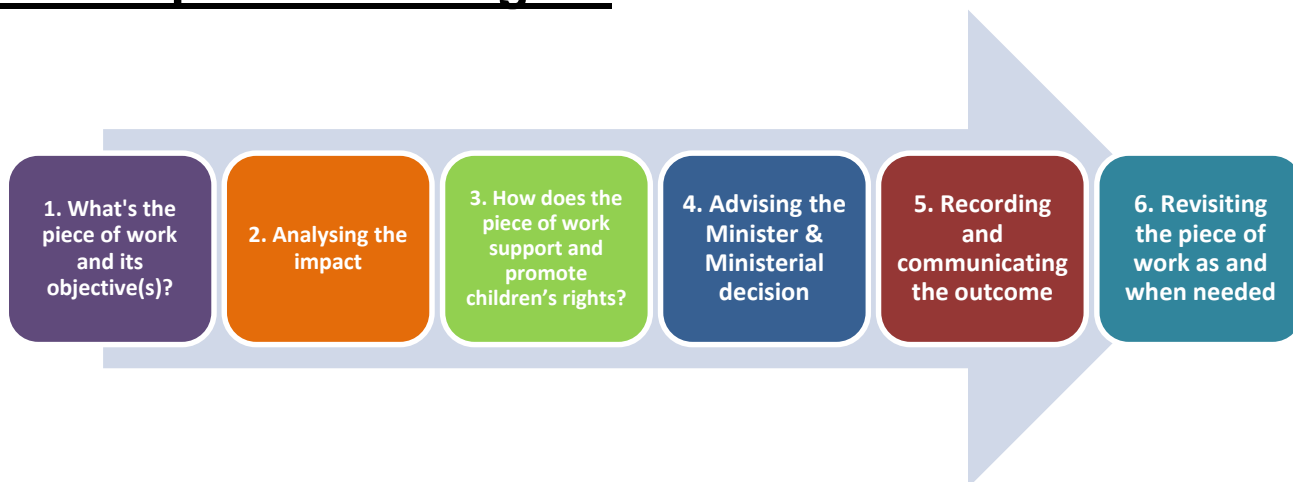 1. What's the
piece of work
and its
objective(s)?
2. Analysing the
impact
3. How does the
piece of work
support and
promote
children’s rights?
4. Advising the
Minister &
Ministerial
decision
5. Recording
and
communicating
the outcome
6. Revisiting
the piece of
work as and
when needed